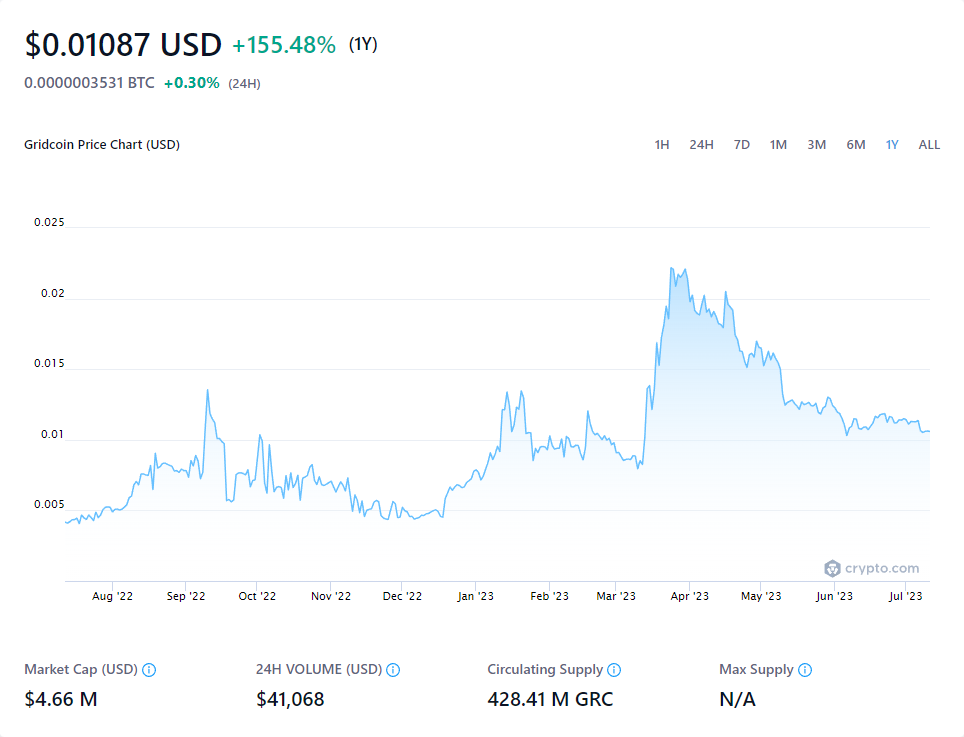 $0.01087 USD +155.48% (1Y)
0.0000003531 BTC +0.30% (24H)
Gridcoin Price Chart (USD) 1H 24H 7D 1M 3M 6M 1Y ALL
0.025
0.02
0.015
0.01
0.005
crypto.com
Aug '22 Sep '22 Oct '22 Nov '22 Dec '22 Jan '23 Feb '23 Mar '23 Apr '23 May '23 Jun '23 Jul '23
Market Cap (USD) 24H VOLUME (USD) Circulating Supply Max Supply
$4.66 M $41,068 428.41 M GRC N/A